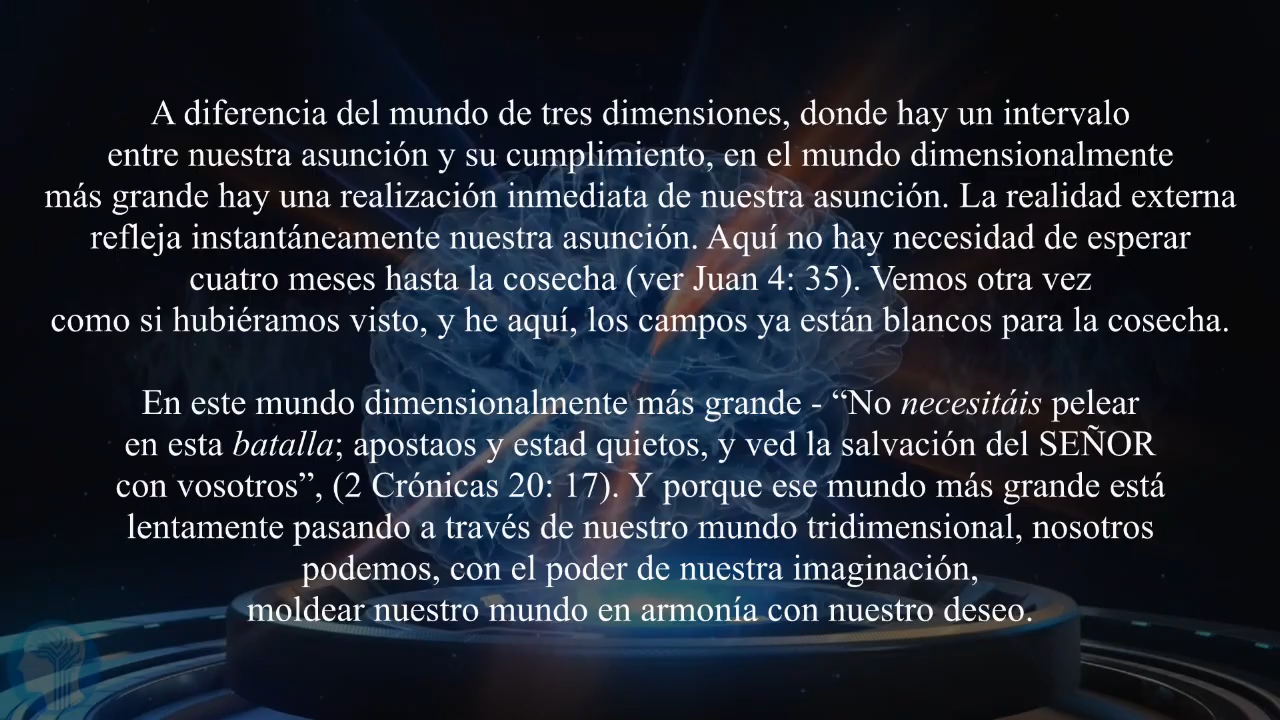 A diferencia del mundo de tres dimensiones, donde hay un intervalo
entre nuestra asunción y su cumplimiento, en el mundo dimensionalmente
más grande hay una realización inmediata de nuestra asunción. La realidad externa
refleja instantáneamente nuestra asunción. Aquí no hay necesidad de esperar
cuatro meses hasta la cosecha (ver Juan 4: 35). Vemos otra vez
como si hubiéramos visto, y he aquí, los campos ya están blancos para la cosecha.
En este mundo dimensionalmente más grande - “No necesitáis pelear
en esta batalla; apostaos y estad quietos, y ved la salvación del SEÑOR
con vosotros”, (2 Crónicas 20: 17). Y porque ese mundo más grande está
lentamente pasando a través de nuestro mundo tridimensional, nosotros
podemos, con el poder de nuestra imaginación,
moldear nuestro mundo en armonía con nuestro deseo.